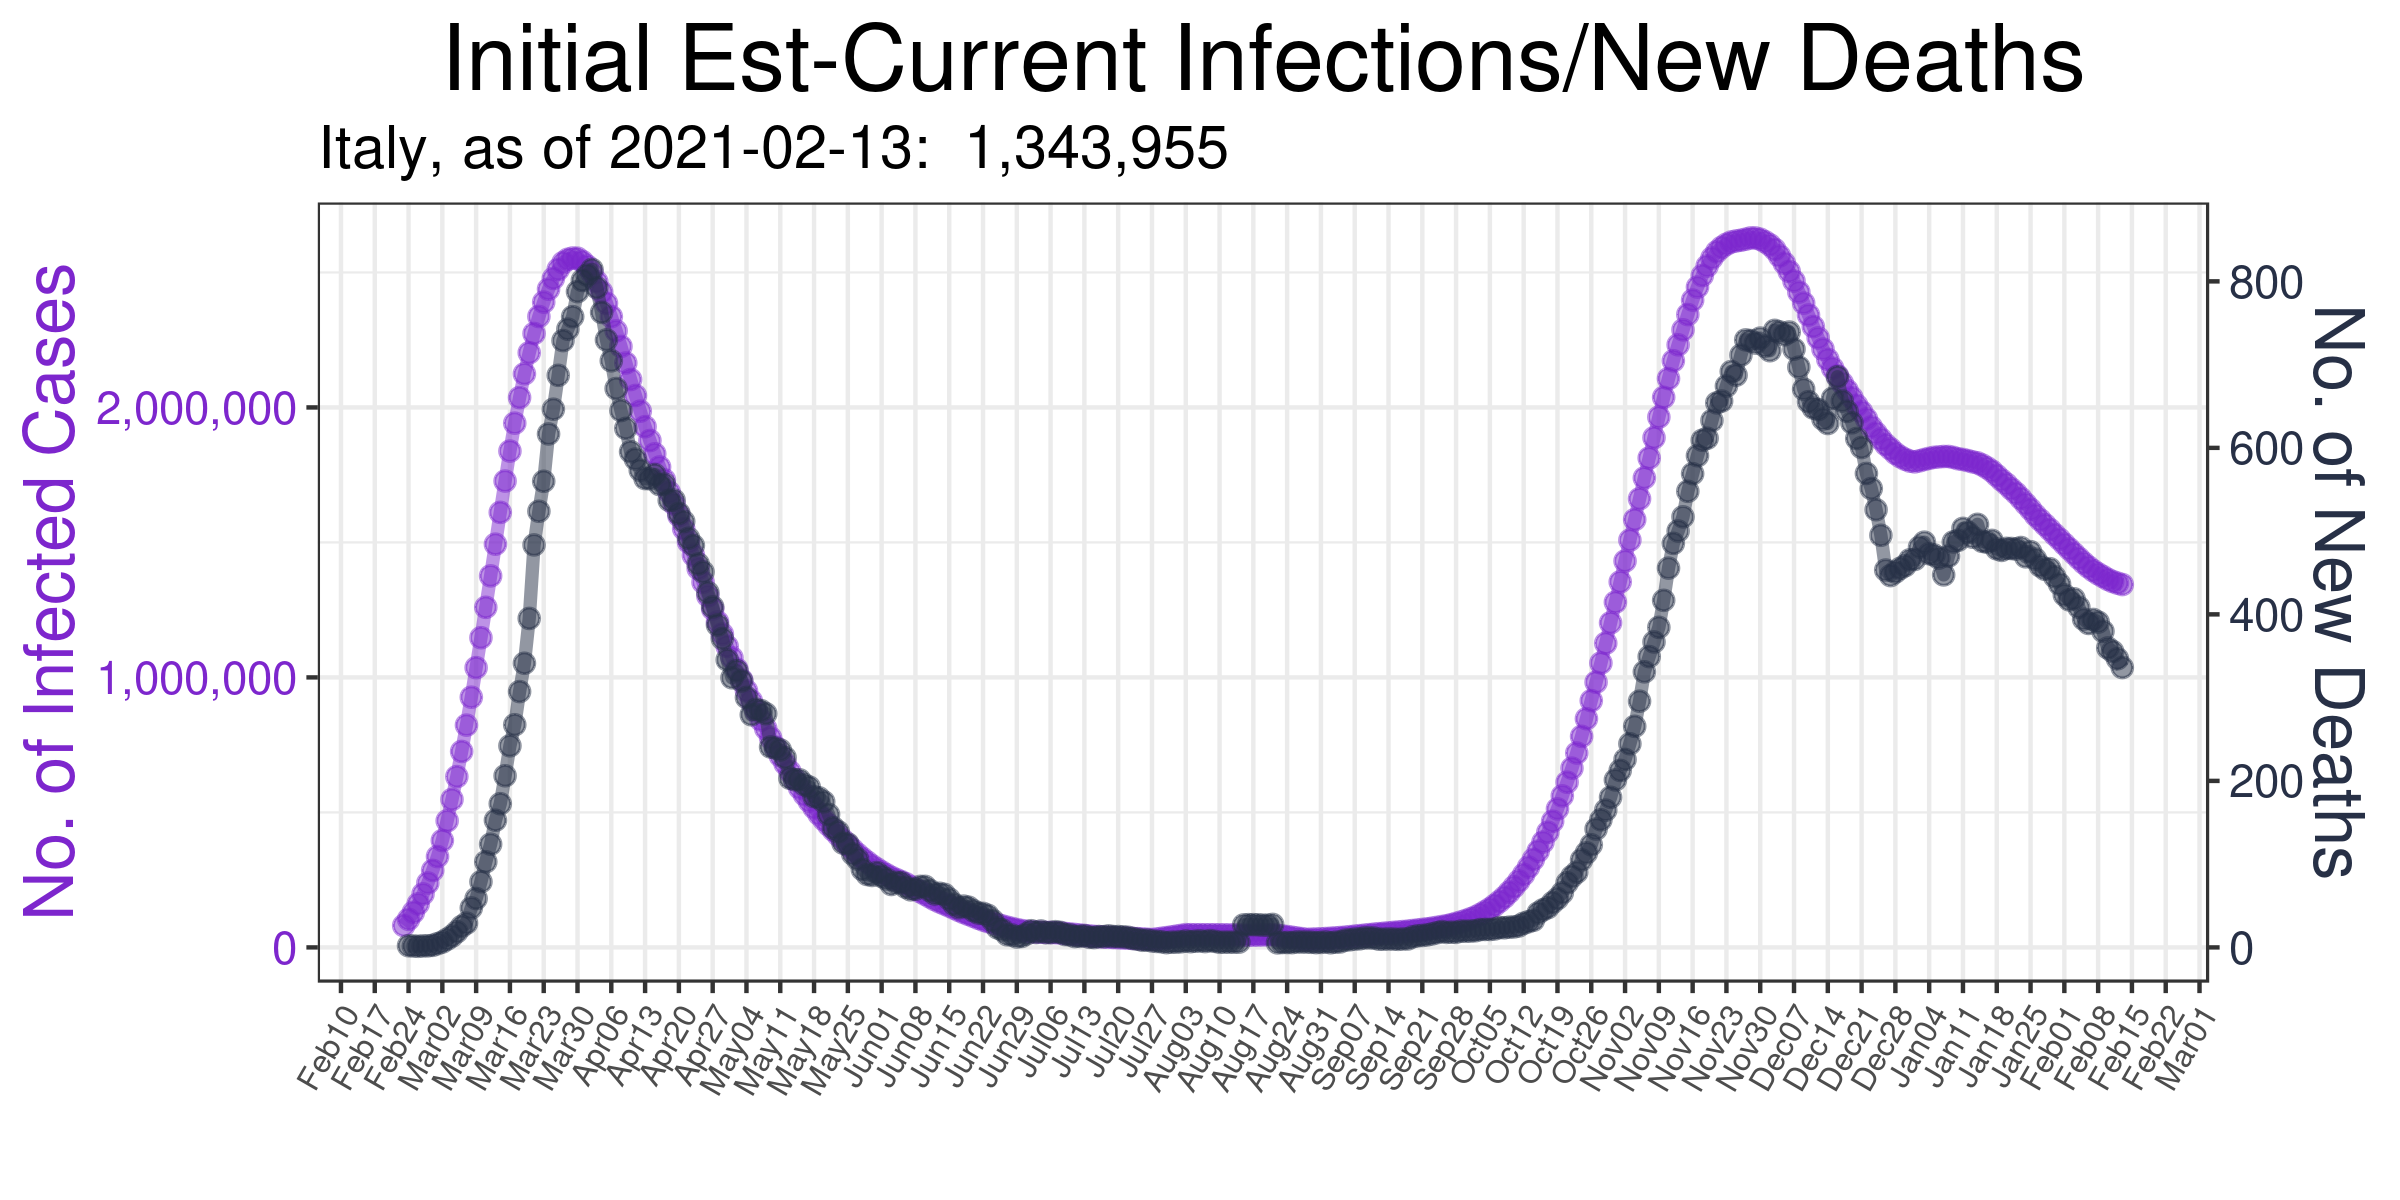 Initial Est-Current Infections/New Deaths
Italy, as of 2021-02-13:  1,343,955
No. of Infected Cases
2,000,000
1,000,000
0
800
600
400
200
0
No. of New Deaths
Feb10
Feb17
Feb24
Mar02
Mar09
Mar16
Mar23
Mar30
Apr06
Apr13
Apr20
Apr27
May04
May11
May18
May25
Jun01
Jun08
Jun15
Jun22
Jun29
Jul06
Jul13
Jul20
Jul27
Aug03
Aug10
Aug17
Aug24
Aug31
Sep07
Sep14
Sep21
Sep28
Oct05
Oct12
Oct19
Oct26
Nov02
Nov09
Nov16
Nov23
Nov30
Dec07
Dec14
Dec21
Dec28
Jan04
Jan11
Jan18
Jan25
Feb01
Feb08
Feb15
Feb22
Mar01